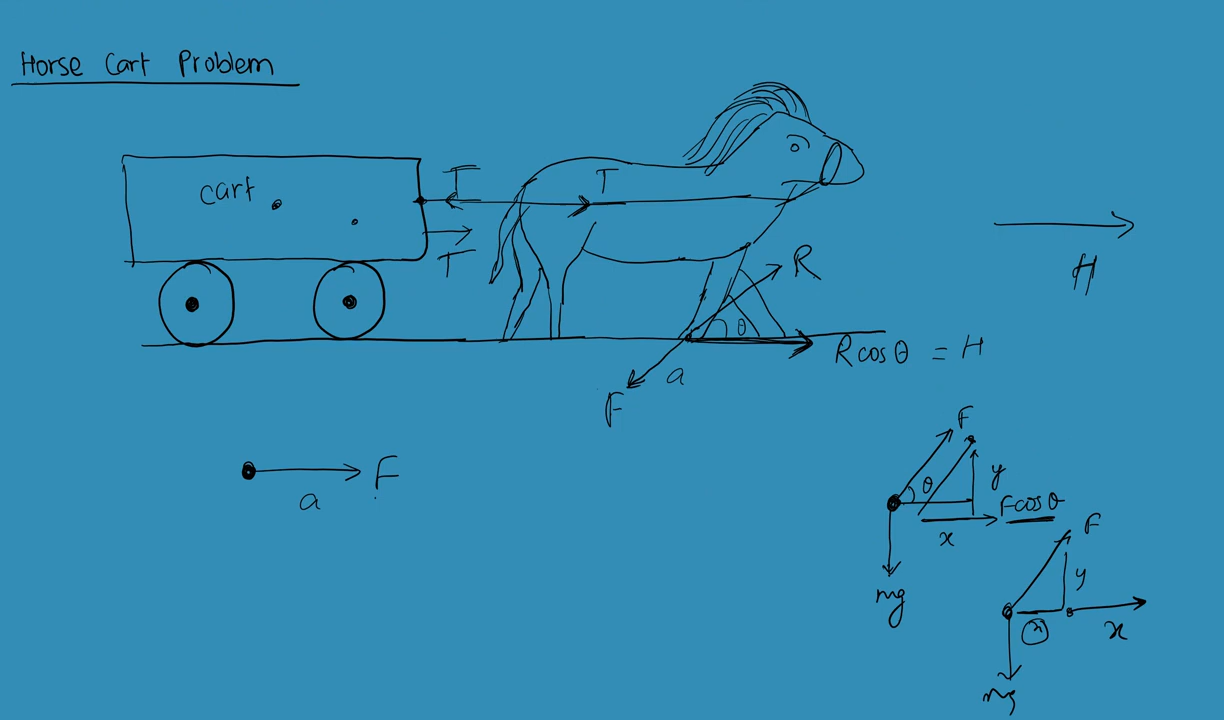 Horse Cart Problem
cart
T
T
T
R
θ
H
R cos θ = H
a
F
F
a
F
θ
y
F cos θ
x
mg
F
y
x
x
mg